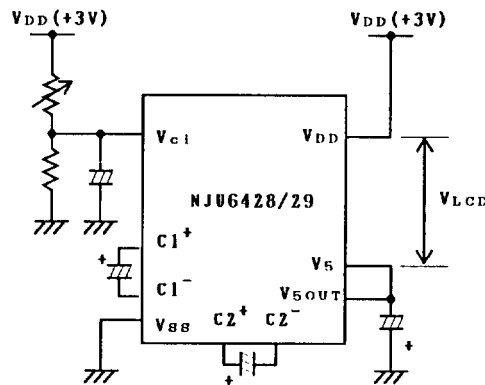 VDD(+3V)
VDD(+3V)
Vci
VDD
NJU6428/29
VLCD
C1+
C1-
V5
V5OUT
VSS
C2+
C2-
+
+
+